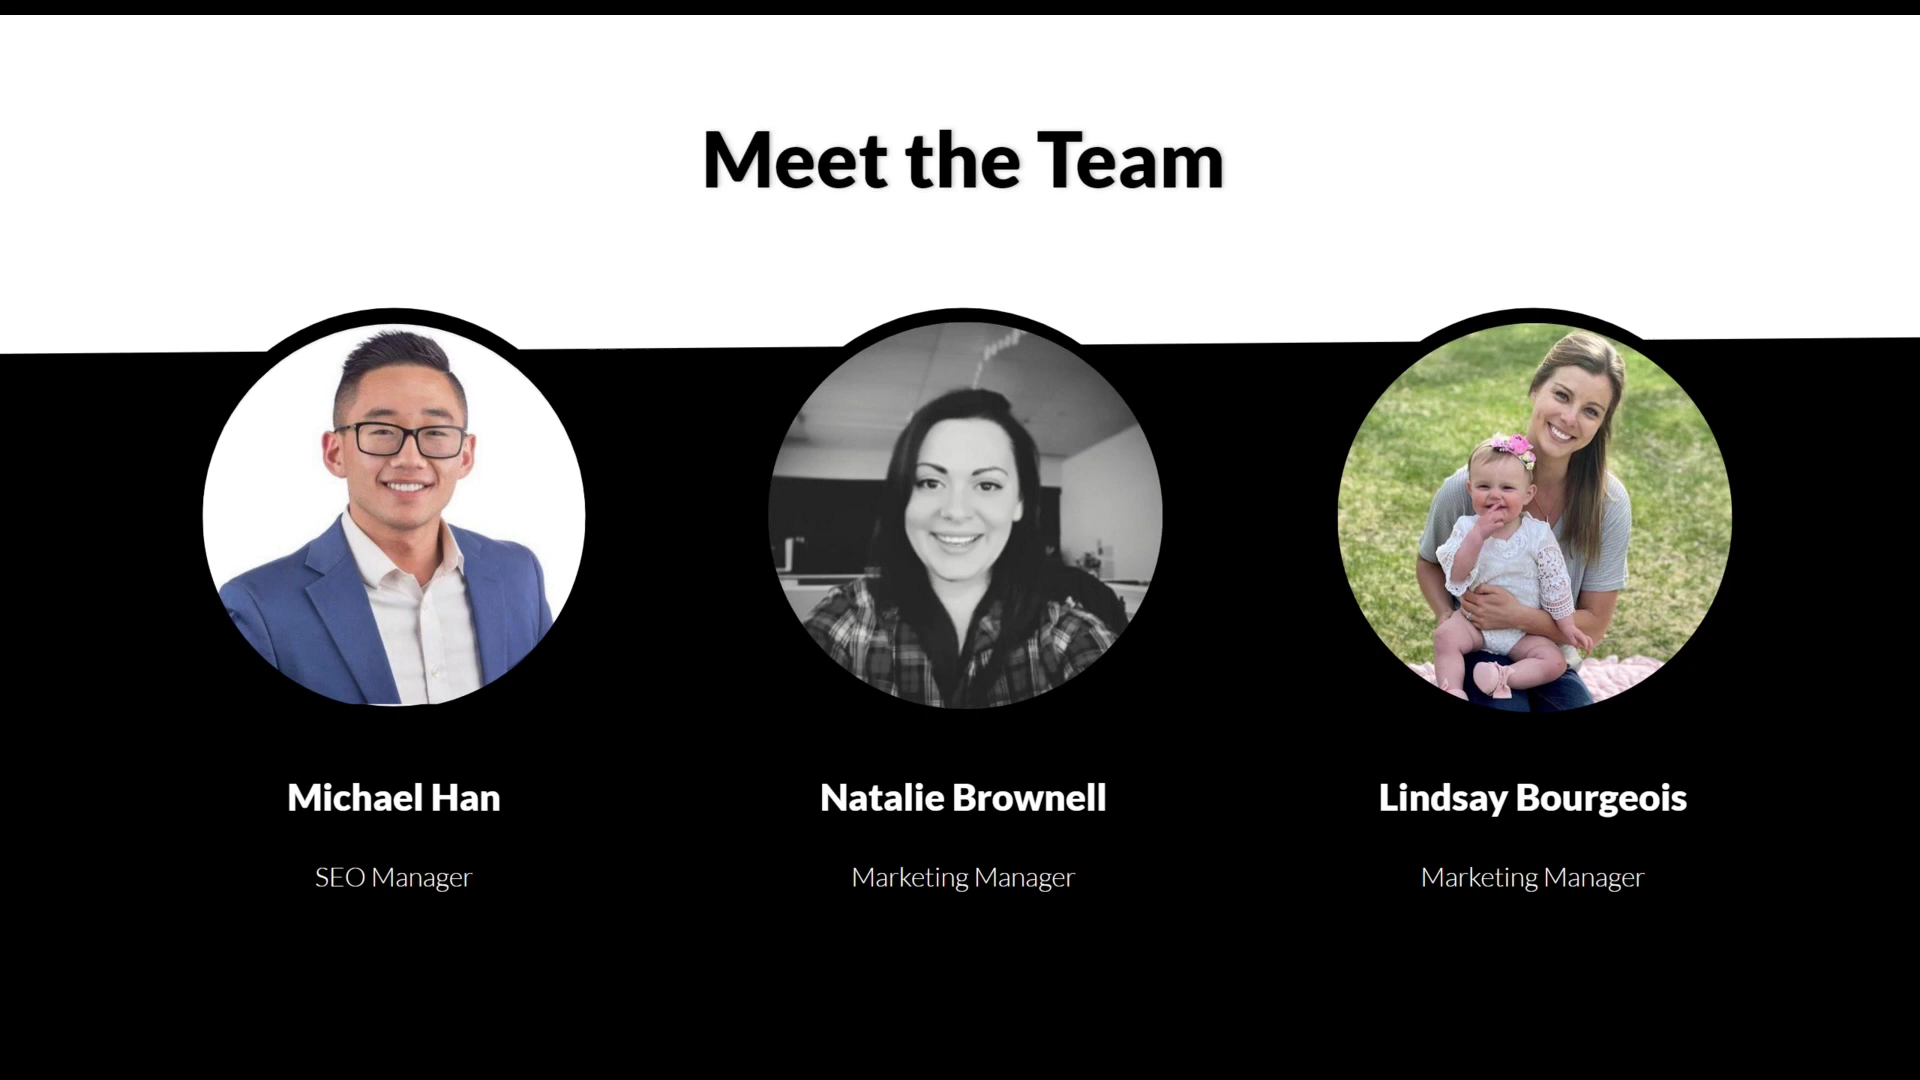 Meet the Team
Michael Han
Natalie Brownell
Lindsay Bourgeois
SEO Manager
Marketing Manager
Marketing Manager